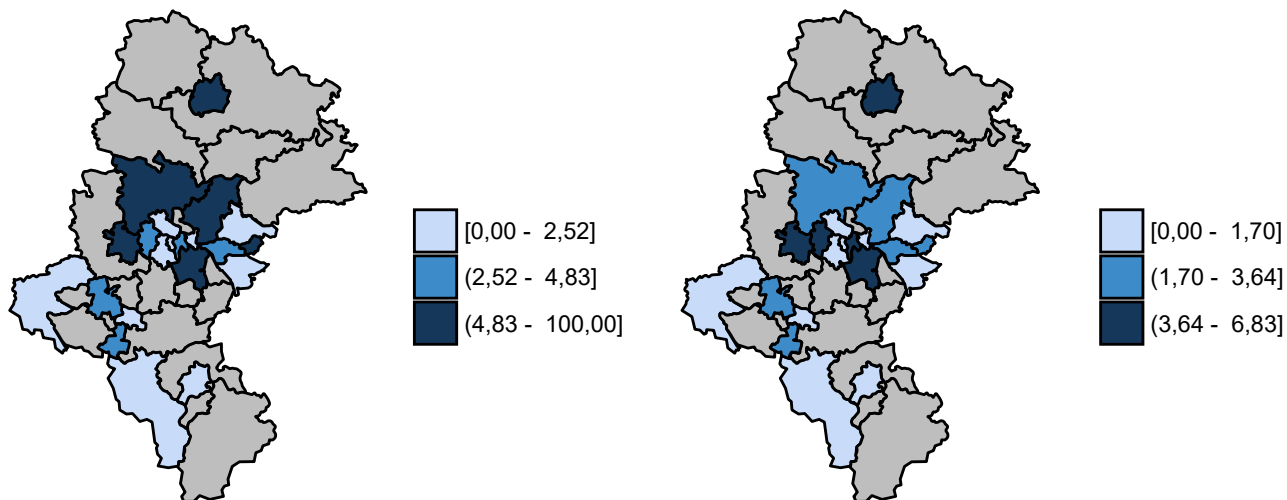 [0,00 - 2,52]
(2,52 - 4,83]
(4,83 - 100,00]
[0,00 - 1,70]
(1,70 - 3,64]
(3,64 - 6,83]